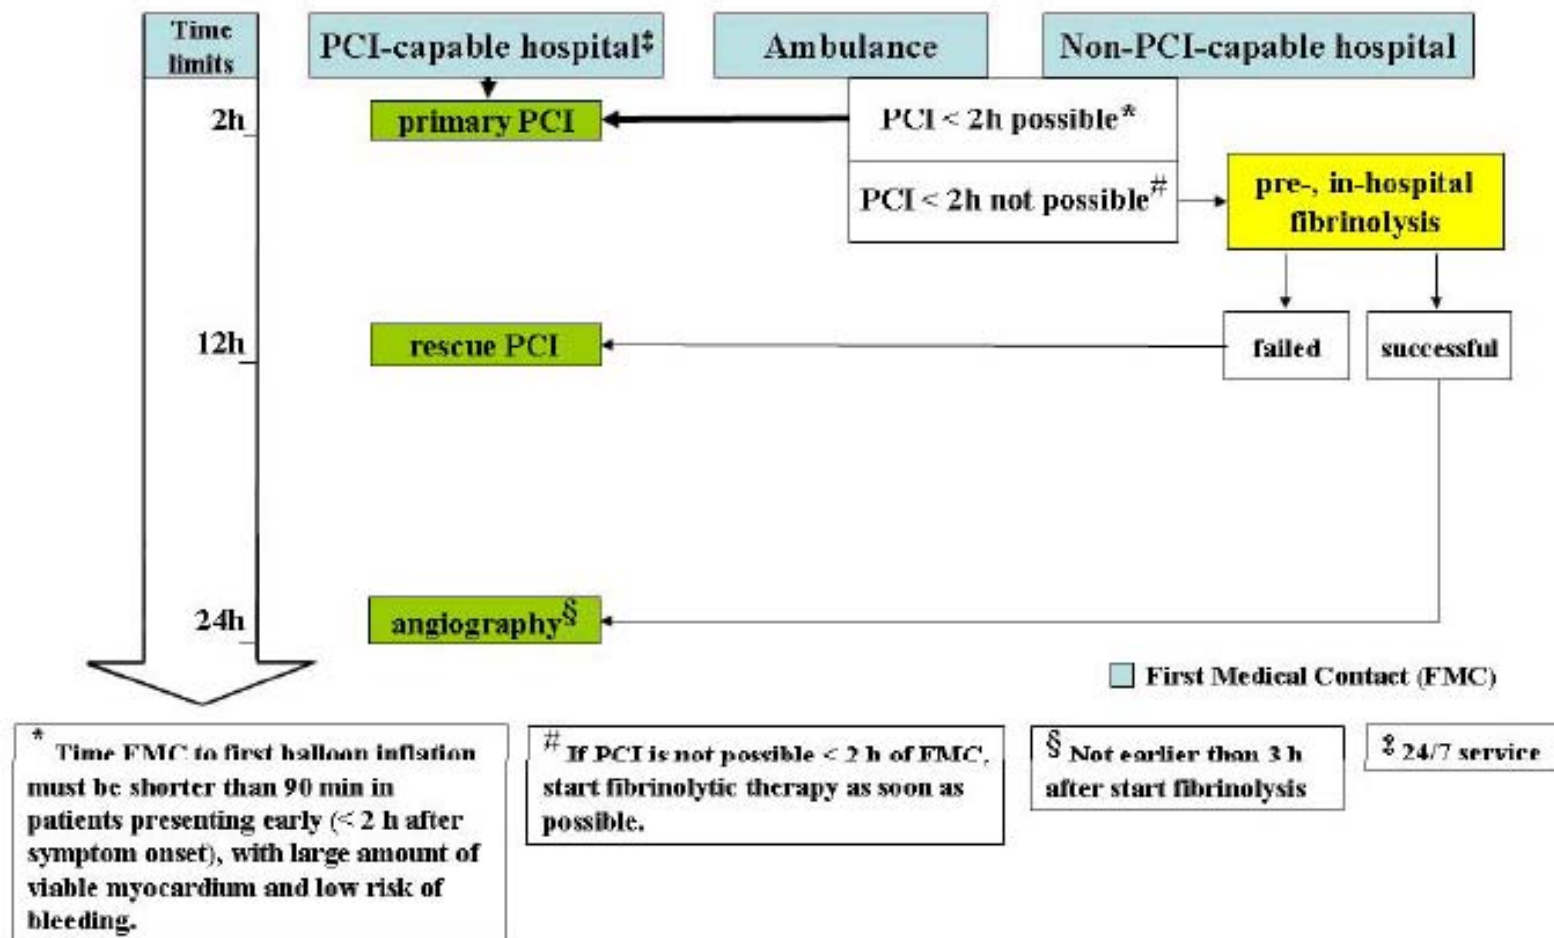 Time
limits
PCI-capable hospital‡
Ambulance
Non-PCI-capable hospital
2h
primary PCI
PCI < 2h possible*
PCI < 2h not possible#
pre-, in-hospital
fibrinolysis
12h
rescue PCI
failed
successful
24h
angiography§
First Medical Contact (FMC)
* Time FMC to first balloon inflation
must be shorter than 90 min in
patients presenting early (< 2 h after
symptom onset), with large amount of
viable myocardium and low risk of
bleeding.
# If PCI is not possible < 2 h of FMC,
start fibrinolytic therapy as soon as
possible.
§ Not earlier than 3 h
after start fibrinolysis
‡ 24/7 service